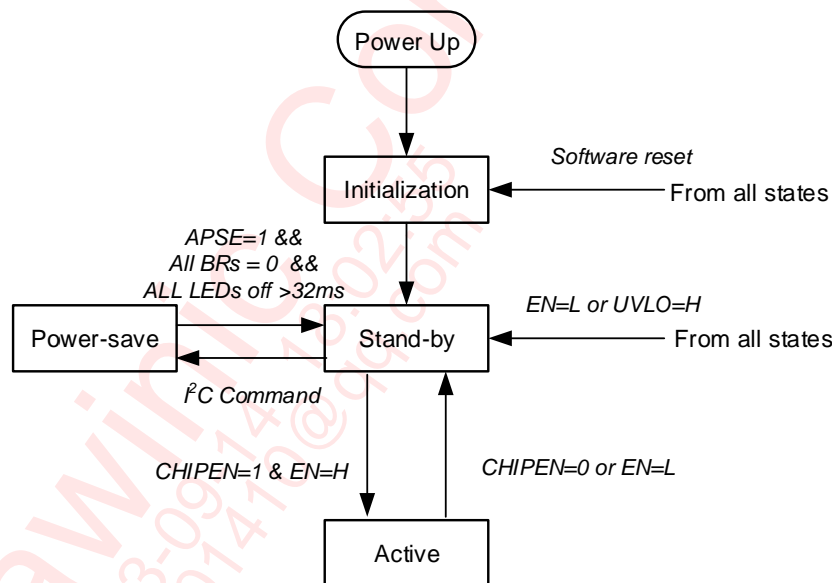 Power Up
Software reset
Initialization
From all states
APSE=1 &&
All BRs = 0 &&
ALL LEDs off >32ms
EN=L or UVLO=H
Power-save
Stand-by
From all states
I²C Command
CHIPEN=1 & EN=H
CHIPEN=0 or EN=L
Active